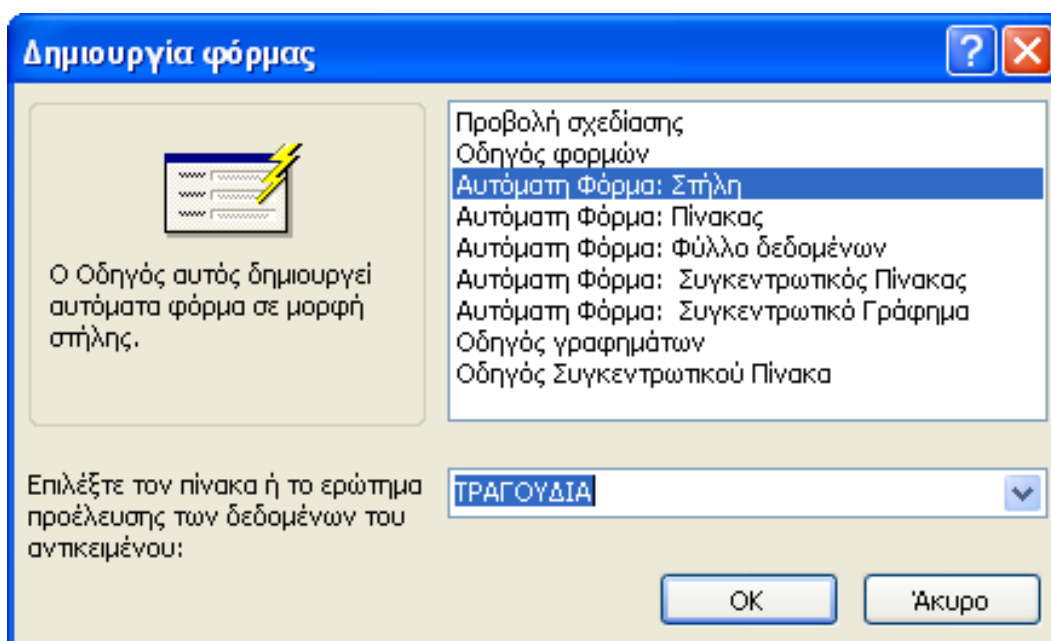 Δημιουργία φόρμας
?
Ο Οδηγός αυτός δημιουργεί
αυτόματα φόρμα σε μορφή
στήλης.
Προβολή σχεδίασης
Οδηγός φορμών
Αυτόματη Φόρμα: Στήλη
Αυτόματη Φόρμα: Πίνακας
Αυτόματη Φόρμα: Φύλλο δεδομένων
Αυτόματη Φόρμα:  Συγκεντρωτικός Πίνακας
Αυτόματη Φόρμα:  Συγκεντρωτικό Γράφημα
Οδηγός γραφημάτων
Οδηγός Συγκεντρωτικού Πίνακα
Επιλέξτε τον πίνακα ή το ερώτημα
προέλευσης των δεδομένων του
αντικειμένου:
ΤΡΑΓΟΥΔΙΑ
OK
Άκυρο